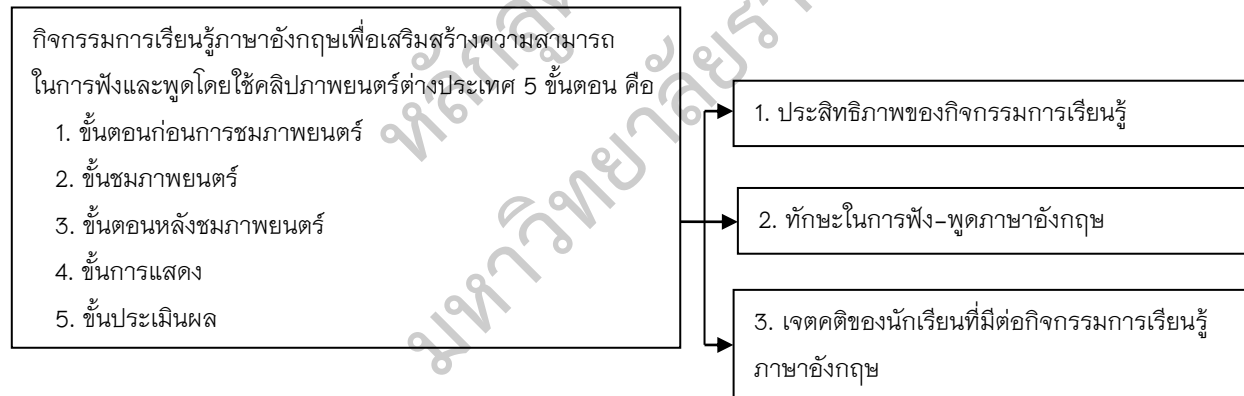 กิจกรรมการเรียนรู้ภาษาอังกฤษเพื่อเสริมสร้างความสามารถ
ในการฟังและพูดโดยใช้คลิปภาพยนตร์ต่างประเทศ 5 ขั้นตอน คือ
1. ขั้นตอนก่อนการชมภาพยนตร์
2. ขั้นชมภาพยนตร์
3. ขั้นตอนหลังชมภาพยนตร์
4. ขั้นการแสดง
5. ขั้นประเมินผล
1. ประสิทธิภาพของกิจกรรมการเรียนรู้
2. ทักษะในการฟัง-พูดภาษาอังกฤษ
3. เจตคติของนักเรียนที่มีต่อกิจกรรมการเรียนรู้
ภาษาอังกฤษ